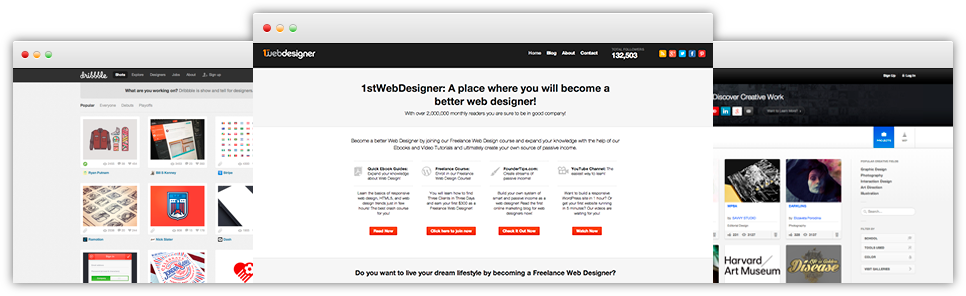 dribbble
Shots Explore Designers Jobs About Sign up
What are you working on? Dribbble is show and tell for designers
Popular Everyone Debuts Playoffs
Ryan Putnam
Bill S Kenney
Stripe
Nick Slater
1stwebdesigner
Home Blog About Contact
TOTAL FOLLOWERS
132,503
1stWebDesigner: A place where you will become a
better web designer!
With over 2,000,000 monthly readers you are sure to be in good company!
Become a better Web Designer by joining our Freelance Web Design course and expand your knowledge with the help of our
Ebooks and Video Tutorials and ultimately create your own source of passive income.
Quick Ebook Guides:
Expand your knowledge
about Web Design
Freelance Course:
Enroll in our Freelance
Web Design Course
FounderTips.com:
Create streams of
passive income
YouTube Channel: The
easiest way to learn!
Learn the basics of responsive
web design, HTML5, and web
design trends just in few
hours! The best crash course
for you!
You will learn how to find
Three Clients in Three Days
and earn your first $500 as a
Freelance Web Designer!
Build your own system of
smart and passive income as a
web designer! Read the first
online marketing blog for web
designers now!
Want to build a responsive
WordPress site in 1 hour? Or
get your website running
in 5 minutes? Our videos are
waiting for you!
Read Now
Click here to join now
Check It Out Now
Watch Now
Do you want to live your dream lifestyle by becoming a Freelance Web Designer?
Sign Up Log In
Discover Creative Work
PROJECTS
POPULAR CREATIVE FIELDS
Graphic Design
Photography
Interaction Design
Art Direction
Illustration
Search...
FILTER BY
SCHOOL
TOOLS USED
COLOR
VISIT GALLERIES
by SAVVY STUDIO
Editorial Design
Photography
Harvard
Art Museum
Disease